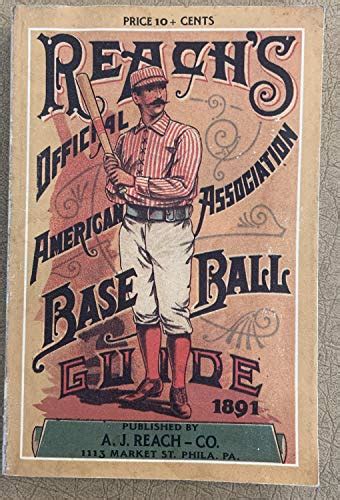 PRICE 10+ CENTS
REACH'S
OFFICIAL
AMERICAN ASSOCIATION
BASE BALL
GUIDE
1891
PUBLISHED BY
A. J. REACH - CO.
1113 MARKET ST. PHILA. PA.